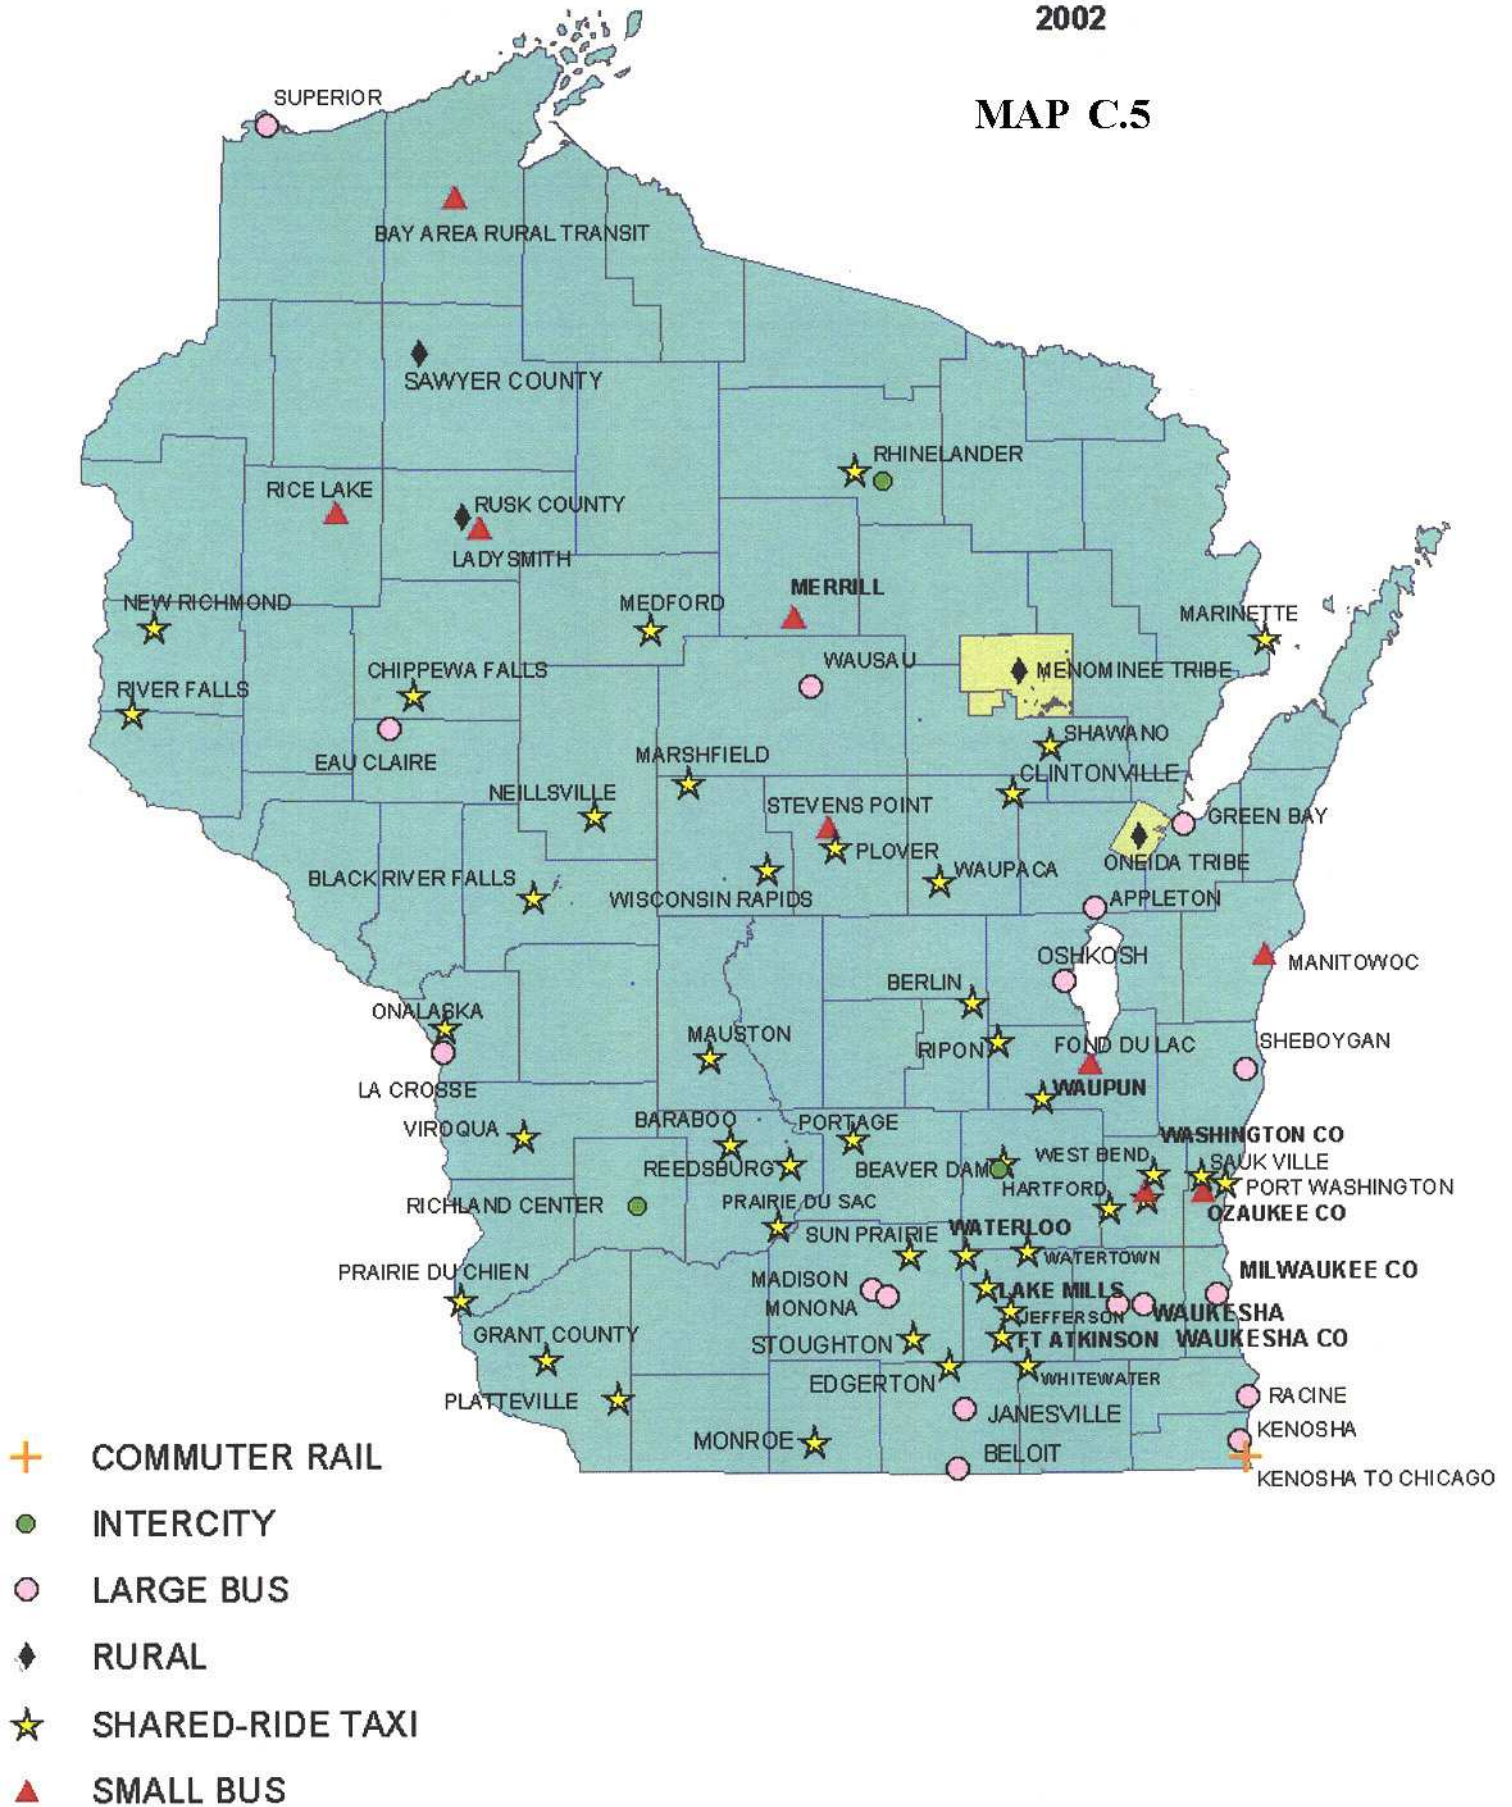 2002
MAP C.5
SUPERIOR
BAY AREA RURAL TRANSIT
SAWYER COUNTY
RHINELANDER
RICE LAKE
RUSK COUNTY
LADYSMITH
MERRILL
NEW RICHMOND
MEDFORD
MARINETTE
WAUSAU
CHIPPEWA FALLS
MENOMINEE TRIBE
RIVER FALLS
SHAWANO
MARSHFIELD
EAU CLAIRE
CLINTONVILLE
NEILLSVILLE
STEVENS POINT
GREEN BAY
PLOVER
ONEIDA TRIBE
WAUPACA
BLACK RIVER FALLS
WISCONSIN RAPIDS
APPLETON
OSHKOSH
MANITOWOC
BERLIN
ONALASKA
MAUSTON
RIPON
FOND DU LAC
SHEBOYGAN
LA CROSSE
WAUPUN
BARABOO
PORTAGE
VIROQUA
WASHINGTON CO
WEST BEND
SAUKVILLE
REEDSBURG
BEAVER DAM
HARTFORD
PORT WASHINGTON
PRAIRIE DU SAC
RICHLAND CENTER
OZAUKEE CO
SUN PRAIRIE
WATERLOO
WATERTOWN
PRAIRIE DU CHIEN
MADISON
MILWAUKEE CO
LAKE MILLS
MONONA
JEFFERSON
WAUKESHA
GRANT COUNTY
STOUGHTON
FT ATKINSON
WAUKESHA CO
EDGERTON
WHITEWATER
PLATTEVILLE
RACINE
JANESVILLE
KENOSHA
MONROE
BELOIT
KENOSHA TO CHICAGO
COMMUTER RAIL
INTERCITY
LARGE BUS
RURAL
SHARED-RIDE TAXI
SMALL BUS